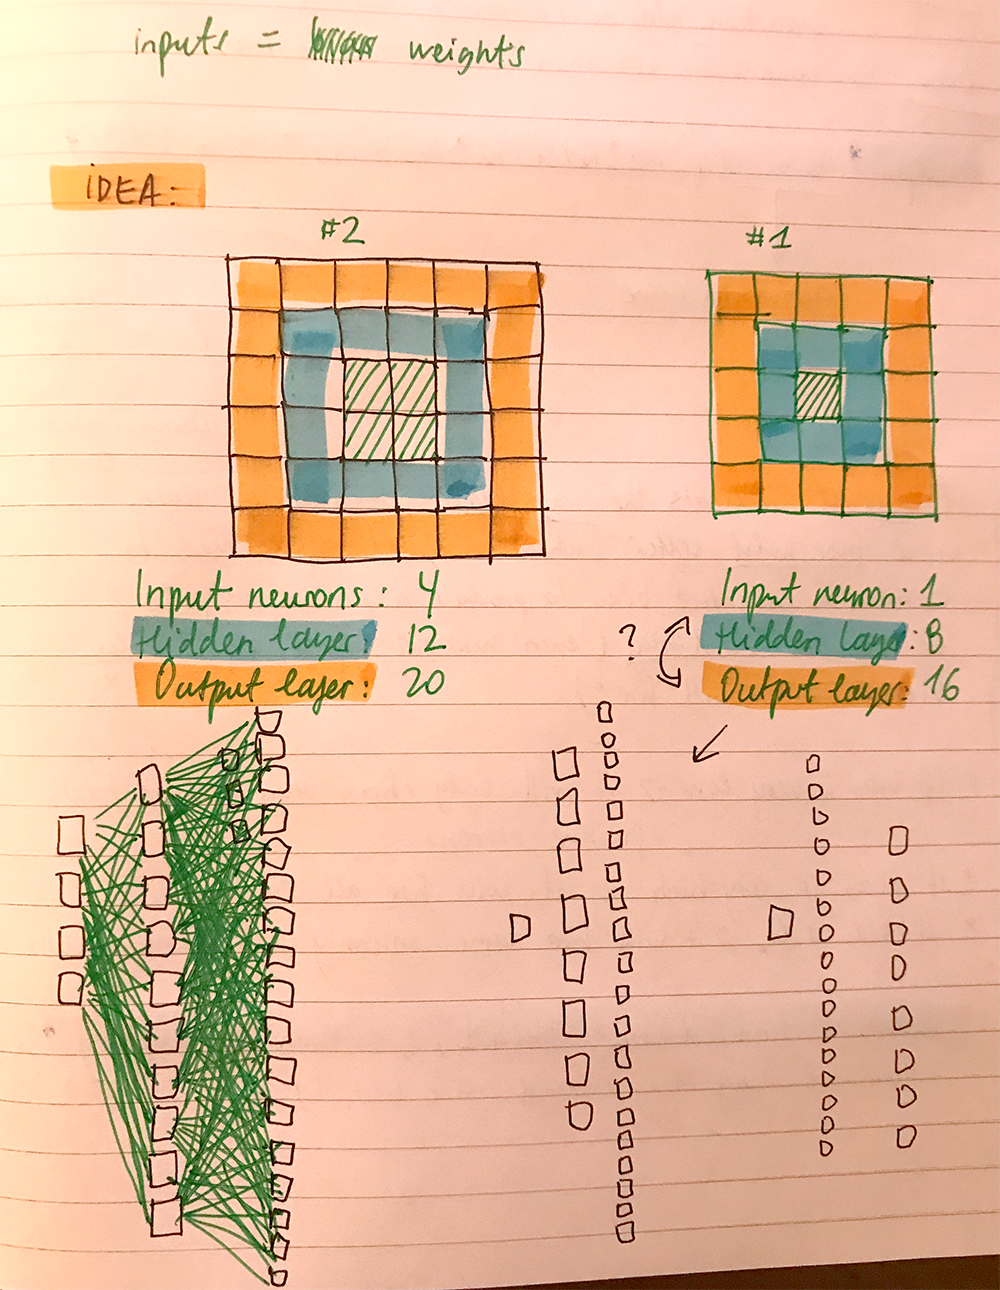 inputs = weights
IDEA:
#2
#1
Input neurons: 4
Hidden layer: 12
Output layer: 20
?
Input neuron: 1
Hidden Layer: 8
Output layer: 16